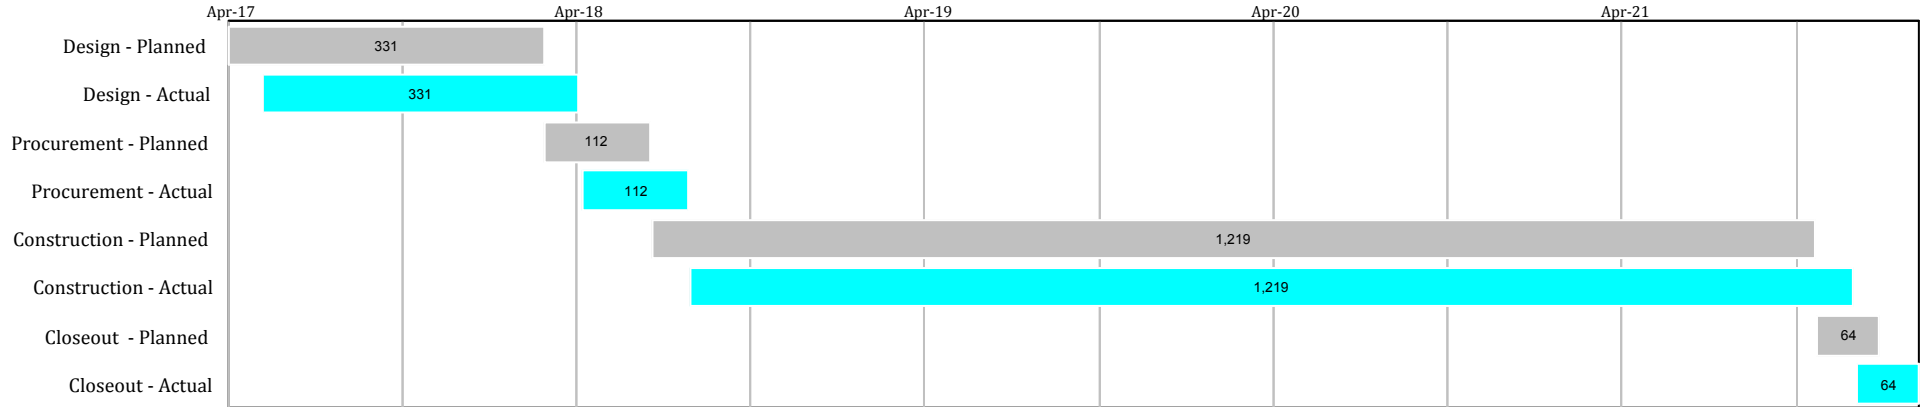 Apr-17 Apr-18 Apr-19 Apr-20 Apr-21
Design - Planned 331
Design - Actual 331
Procurement - Planned 112
Procurement - Actual 112
Construction - Planned 1,219
Construction - Actual 1,219
Closeout  - Planned 64
Closeout - Actual 64